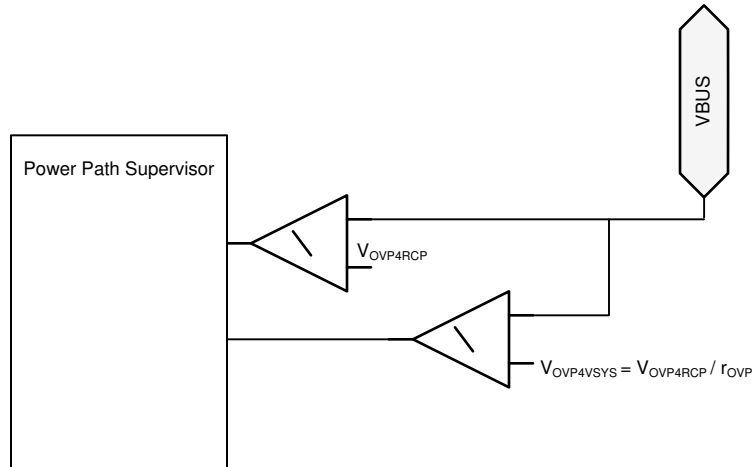 VBUS
Power Path Supervisor
VOVP4RCP
VOVP4VSYS = VOVP4RCP / rOVP